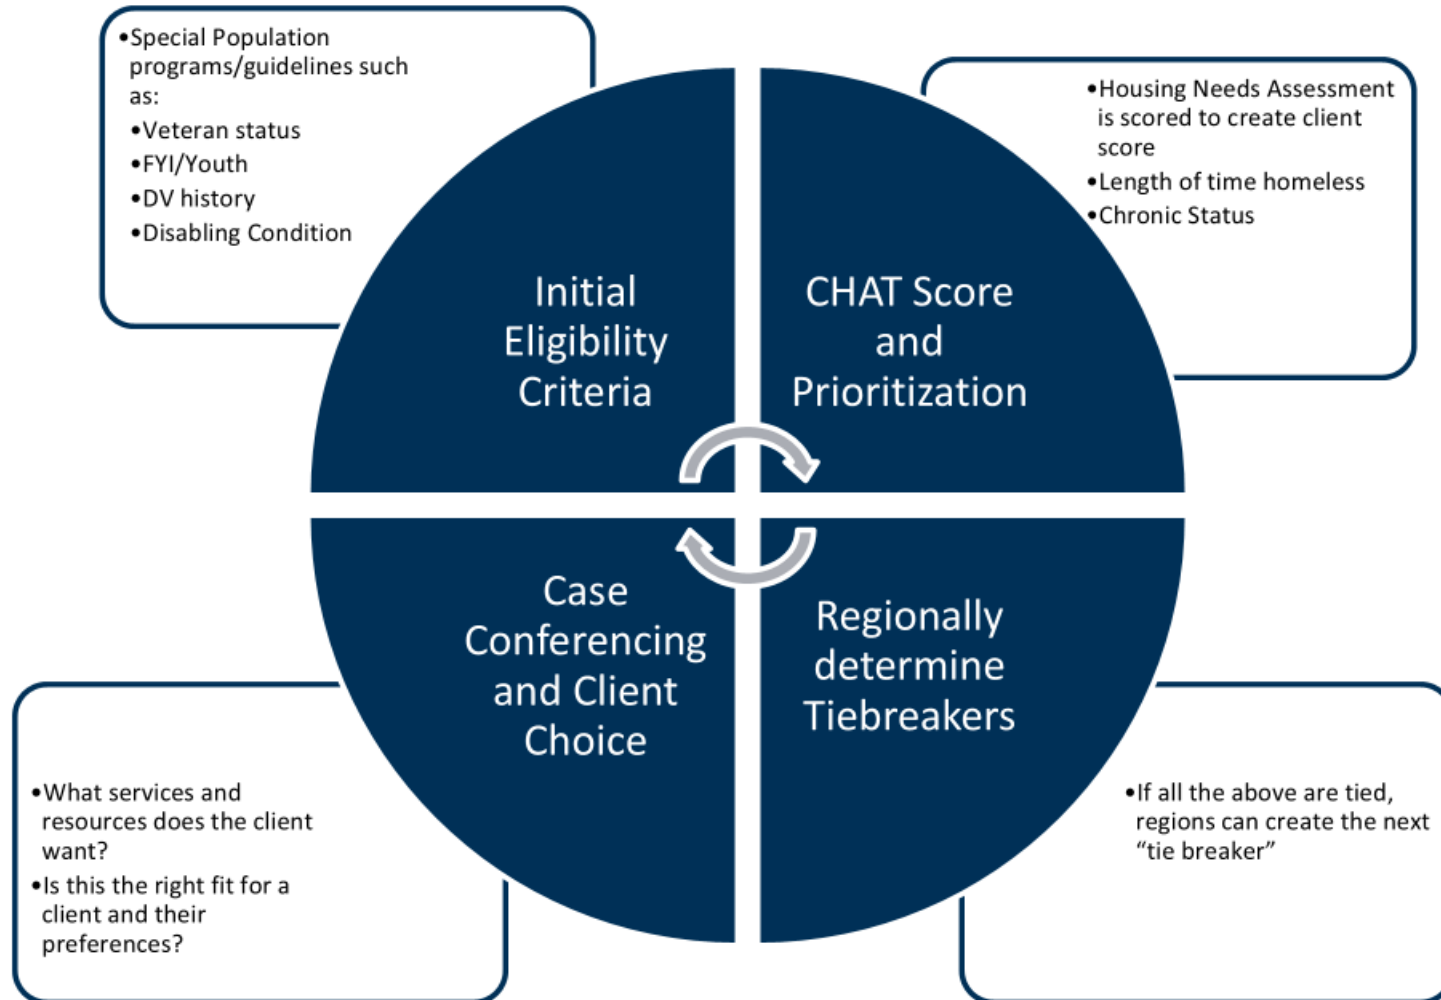 •Special Population
programs/guidelines such
as:
•Veteran status
•FYI/Youth
•DV history
•Disabling Condition
•Housing Needs Assessment
is scored to create client
score
•Length of time homeless
•Chronic Status
Initial
Eligibility
Criteria
CHAT Score
and
Prioritization
Case
Conferencing
and Client
Choice
Regionally
determine
Tiebreakers
•What services and
resources does the client
want?
•Is this the right fit for a
client and their
preferences?
•If all the above are tied,
regions can create the next
“tie breaker”